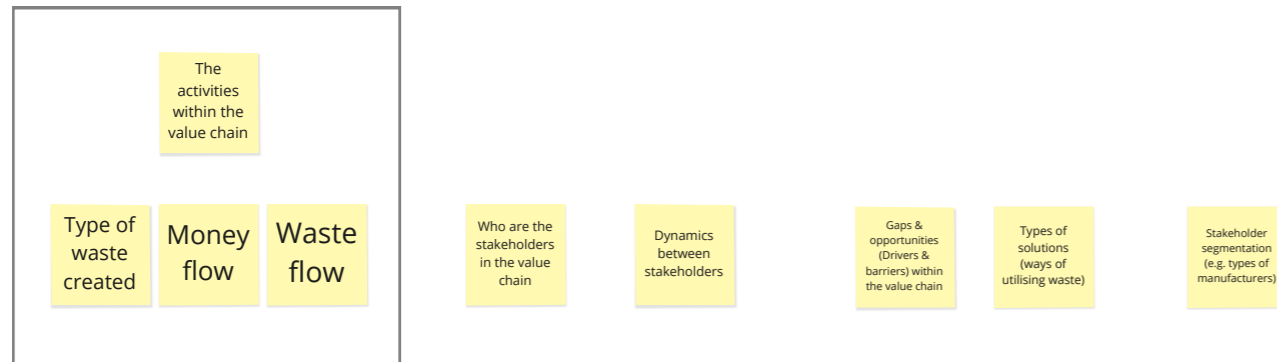 The
activities
within the
value chain
Type of
waste
created
Money
flow
Waste
flow
Who are the
stakeholders
in the value
chain
Dynamics
between
stakeholders
Gaps &
opportunities
(Drivers &
barriers) within
the value chain
Types of
solutions
(ways of
utilising waste)
Stakeholder
segmentation
(e.g. types of
manufacturers)